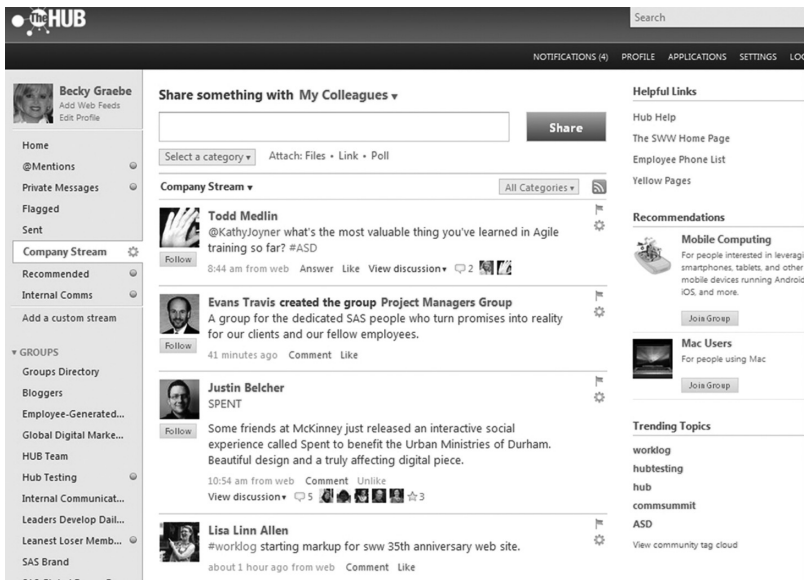 The HUB
Search
NOTIFICATIONS (4) PROFILE APPLICATIONS SETTINGS
Becky Graebe
Add Web Feeds
Edit Profile
Home
@Mentions
Private Messages
Flagged
Sent
Company Stream
Recommended
Internal Comms
Add a custom stream
GROUPS
Groups Directory
Bloggers
Employee-Generated...
Global Digital Marke...
HUB Team
Hub Testing
Internal Communicat...
Leaders Develop Dail...
Leanest Loser Memb...
SAS Brand
Share something with My Colleagues
Share
Select a category Attach: Files • Link • Poll
Company Stream All Categories
Todd Medlin
@KathyJoyner what's the most valuable thing you've learned in Agile
training so far? #ASD
Follow
8:44 am from web Answer Like View discussion 2
Evans Travis created the group Project Managers Group
A group for the dedicated SAS people who turn promises into reality
for our clients and our fellow employees.
Follow
41 minutes ago Comment Like
Justin Belcher
SPENT
Follow
Some friends at McKinney just released an interactive social
experience called Spent to benefit the Urban Ministries of Durham.
Beautiful design and a truly affecting digital piece.
10:54 am from web Comment Unlike
View discussion 5 3
Lisa Linn Allen
#worklog starting markup for sww 35th anniversary web site.
about 1 hour ago from web Comment Like
Helpful Links
Hub Help
The SWW Home Page
Employee Phone List
Yellow Pages
Recommendations
Mobile Computing
For people interested in leveragi
smartphones, tablets, and other
mobile devices running Android
iOS, and more.
Join Group
Mac Users
For people using Mac
Join Group
Trending Topics
worklog
hubtesting
hub
commsummit
ASD
View community tag cloud